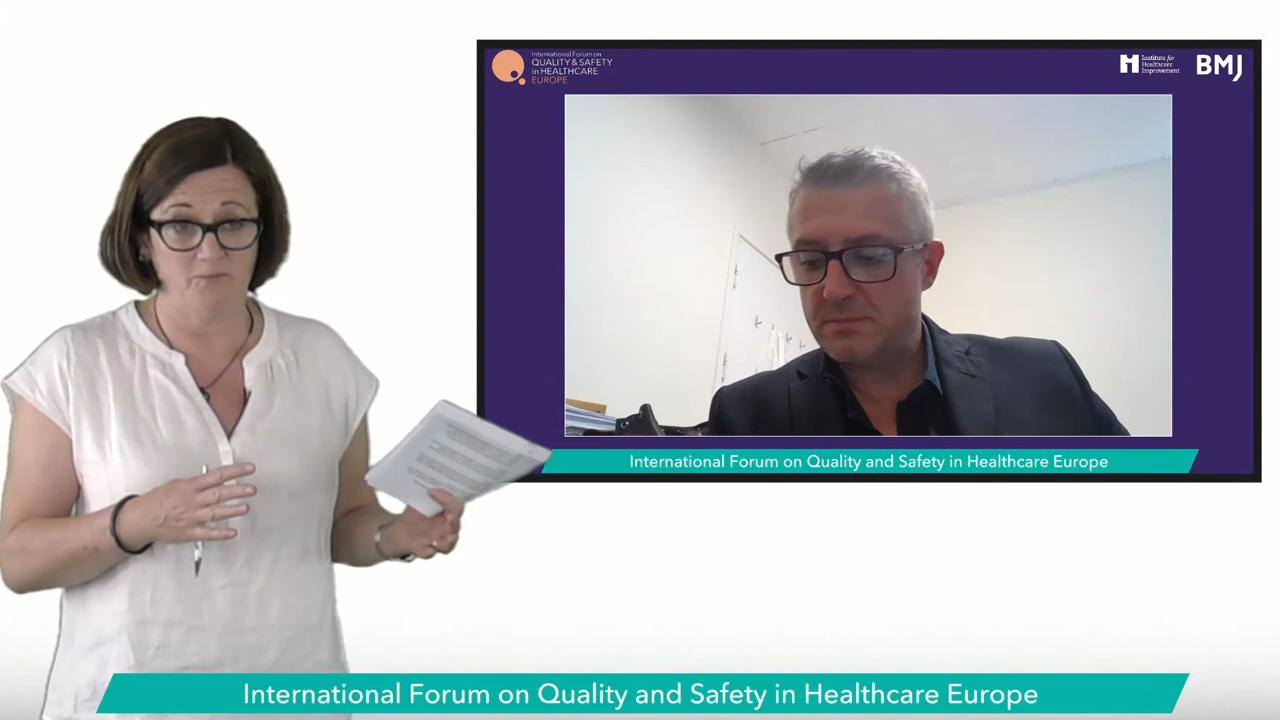 International Forum on
QUALITY & SAFETY
in HEALTHCARE
EUROPE
Institute for
Healthcare
Improvement
BMJ
International Forum on Quality and Safety in Healthcare Europe
International Forum on Quality and Safety in Healthcare Europe